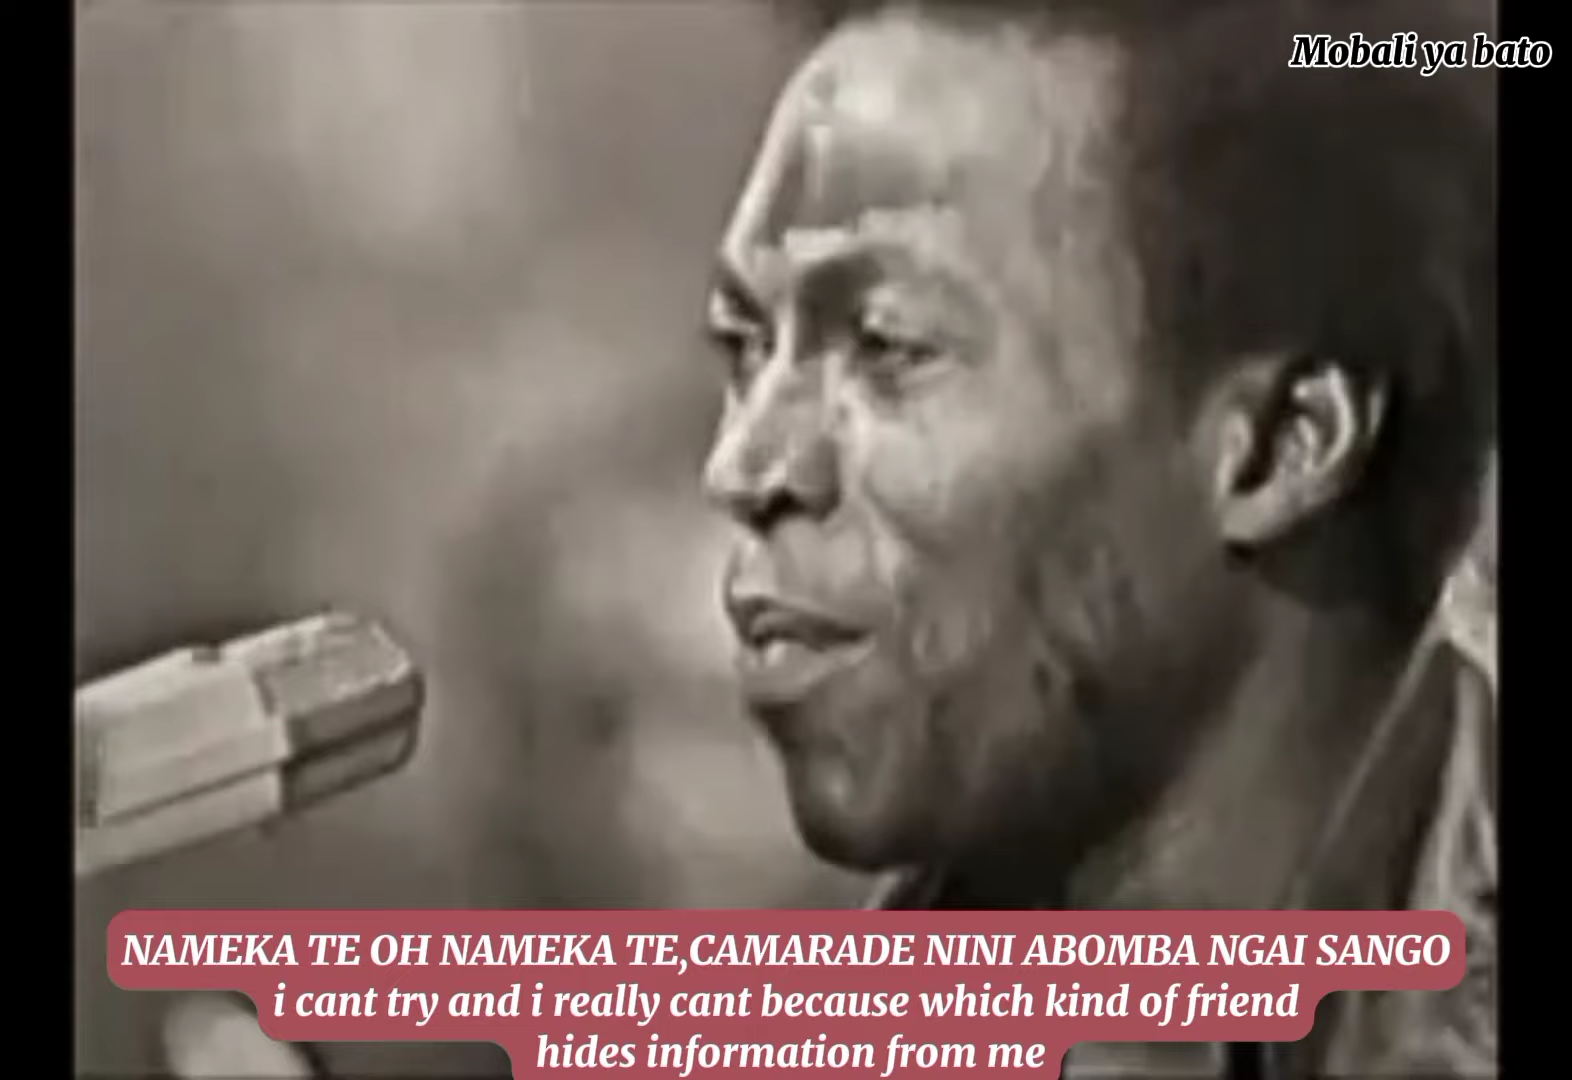 Mobali ya bato
NAMEKA TE OH NAMEKA TE,CAMARADE NINI ABOMBA NGAI SANGO
i cant try and i really cant because which kind of friend
hides information from me